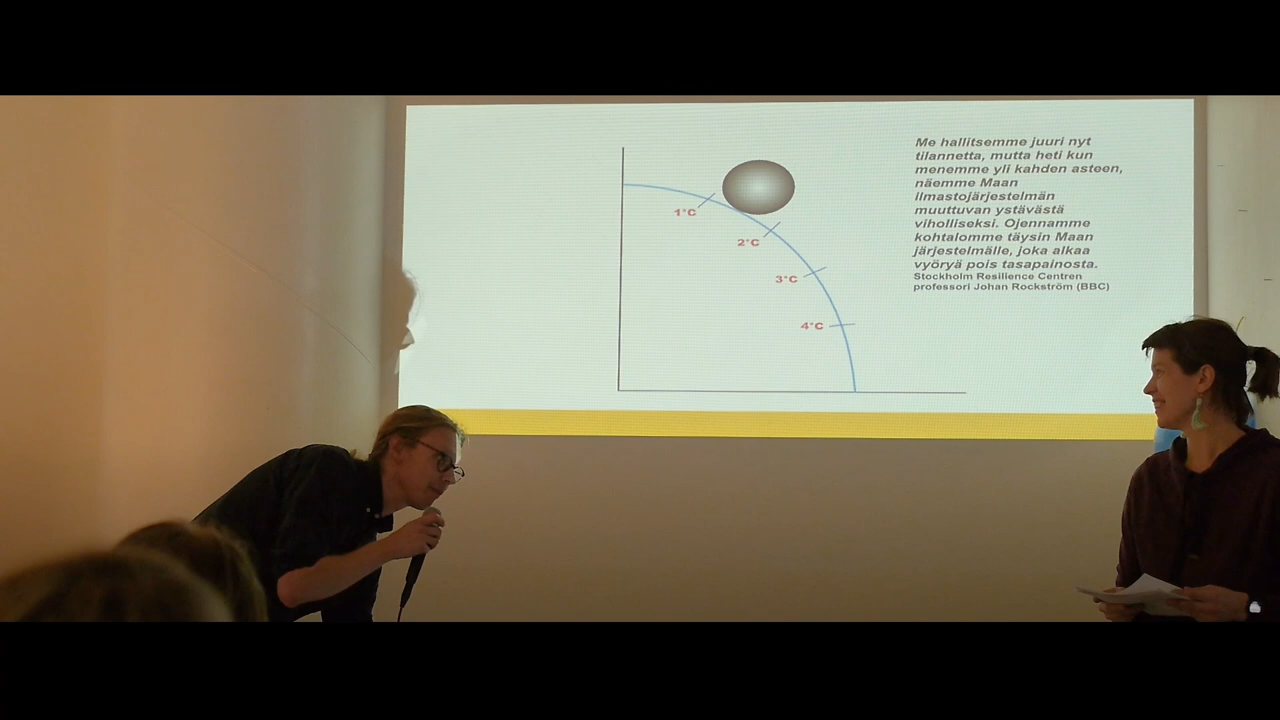 Me hallitsemme juuri nyt
tilannetta, mutta heti kun
menemme yli kahden asteen,
näemme Maan
ilmastojärjestelmän
muuttuvan ystävästä
viholliseksi. Ojennamme
kohtalomme täysin Maan
järjestelmälle, joka alkaa
vyöryä pois tasapainosta.
Stockholm Resilience Centren
professori Johan Rockström (BBC)
1°C
2°C
3°C
4°C